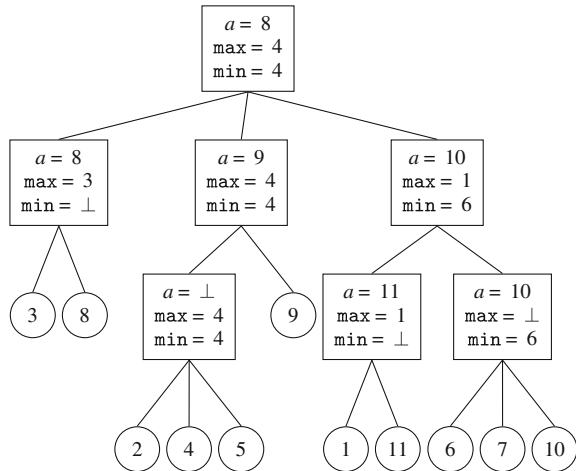 a = 8
max = 4
min = 4
a = 8
max = 3
min = ⊥
a = 9
max = 4
min = 4
a = 10
max = 1
min = 6
3
8
a = ⊥
max = 4
min = 4
9
a = 11
max = 1
min = ⊥
a = 10
max = ⊥
min = 6
2
4
5
1
11
6
7
10